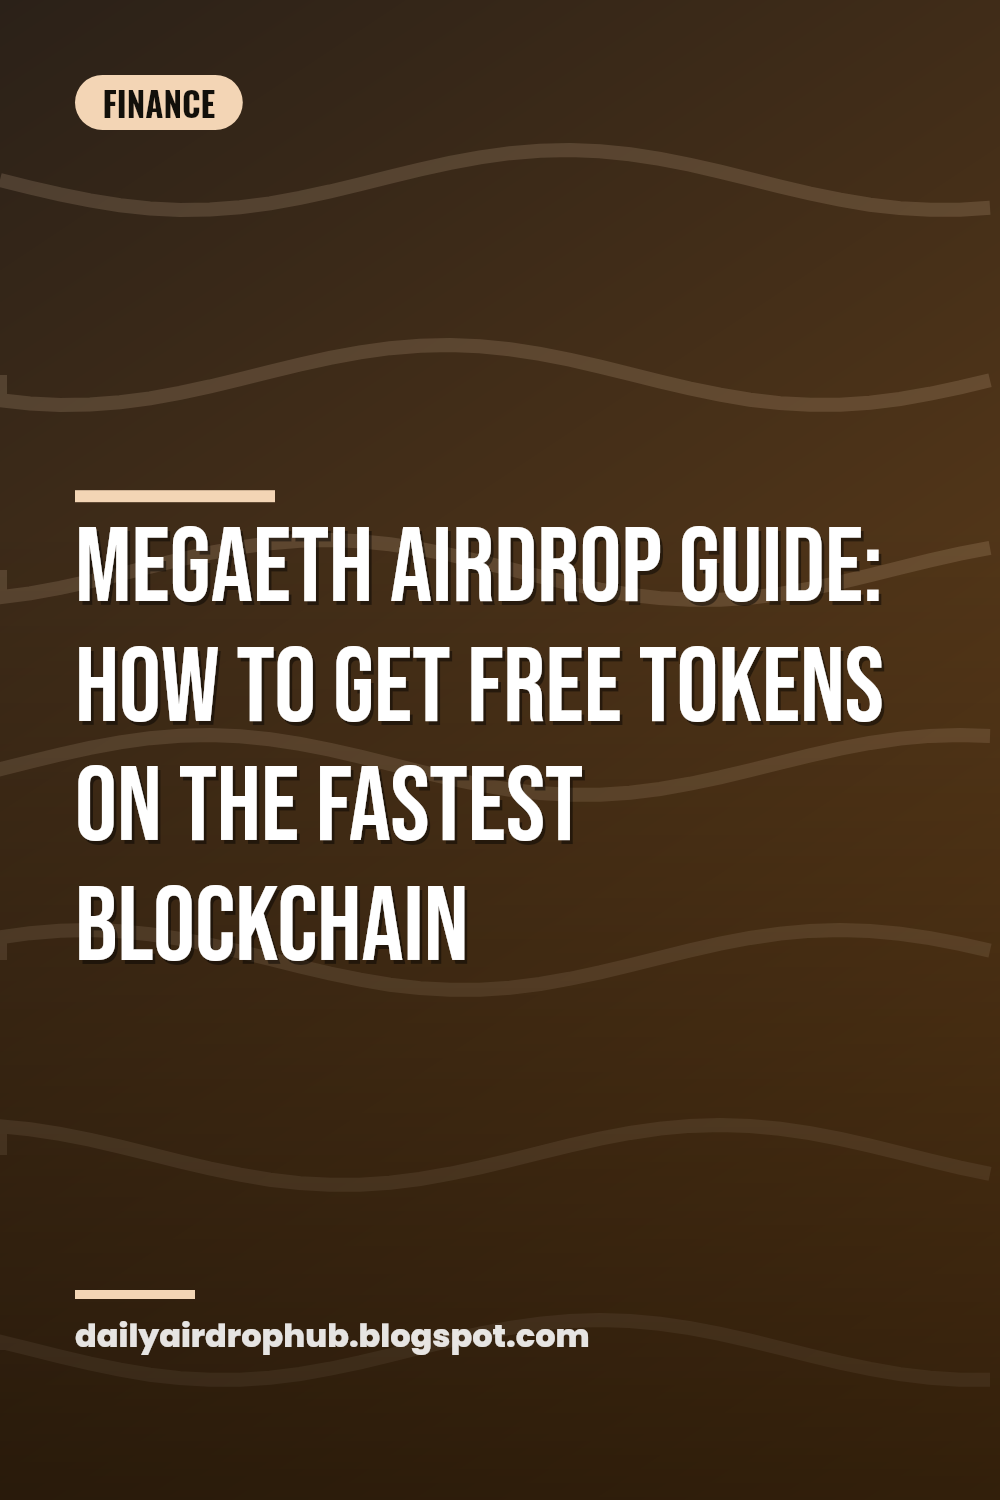 FINANCE
MEGAETH AIRDROP GUIDE:
HOW TO GET FREE TOKENS
ON THE FASTEST
BLOCKCHAIN
dailyairdrophub.blogspot.com